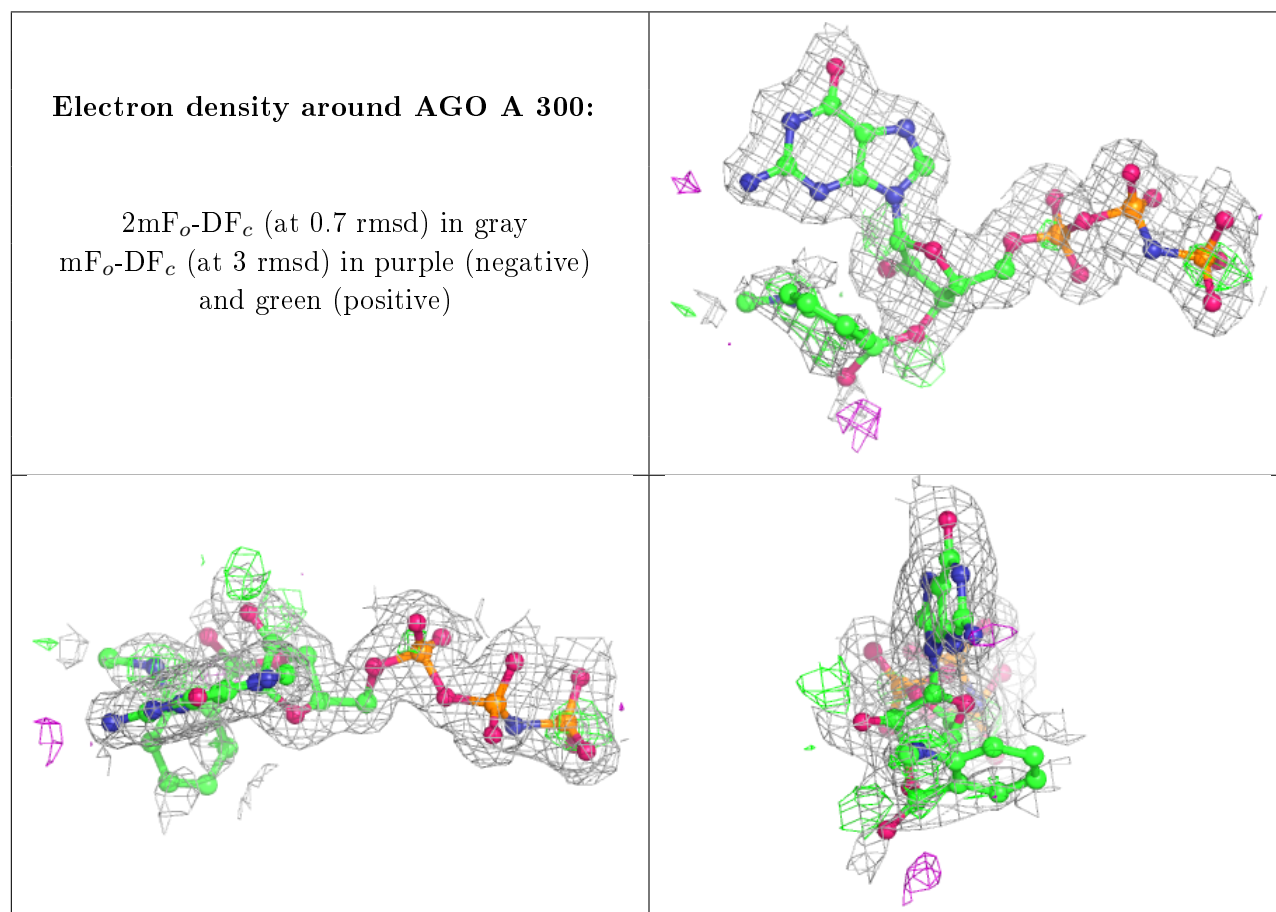 Electron density around AGO A 300:
2mFₒ-DF𝒸 (at 0.7 rmsd) in gray
mFₒ-DF𝒸 (at 3 rmsd) in purple (negative)
and green (positive)